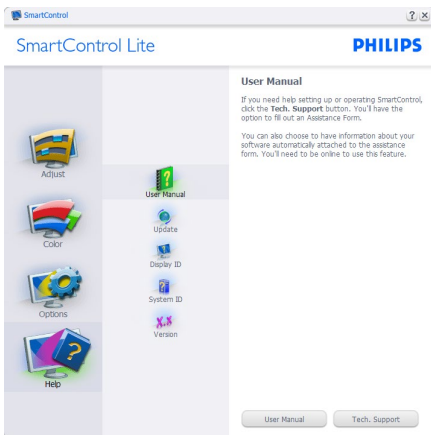 SmartControl
SmartControl Lite
PHILIPS
Adjust
Color
Options
Help
User Manual
Update
Display ID
System ID
X.X
Version
User Manual
If you need help setting up or operating SmartControl,
click the Tech. Support button. You'll have the
option to fill out an Assistance Form.
You can also choose to have information about your
software automatically attached to the assistance
form. You'll need to be online to use this feature.
User Manual
Tech. Support